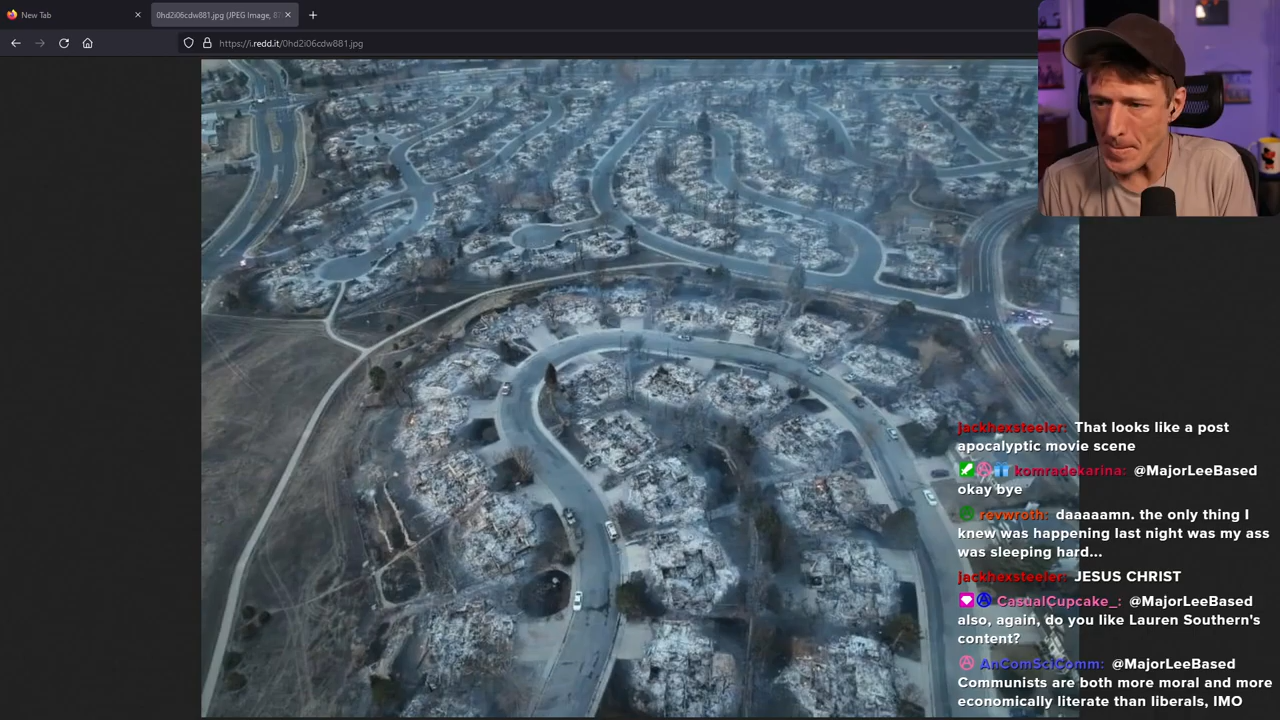 New Tab
0hd2i06cdw881.jpg (JPEG Image, 87
https://i.redd.it/0hd2i06cdw881.jpg
jackhexsteeler: That looks like a post
apocalyptic movie scene
komradekarina: @MajorLeeBased
okay bye
revwroth: daaaaamn. the only thing I
knew was happening last night was my ass
was sleeping hard...
jackhexsteeler: JESUS CHRIST
CasualCupcake_: @MajorLeeBased
also, again, do you like Lauren Southern's
content?
AnComSciComm: @MajorLeeBased
Communists are both more moral and more
economically literate than liberals, IMO